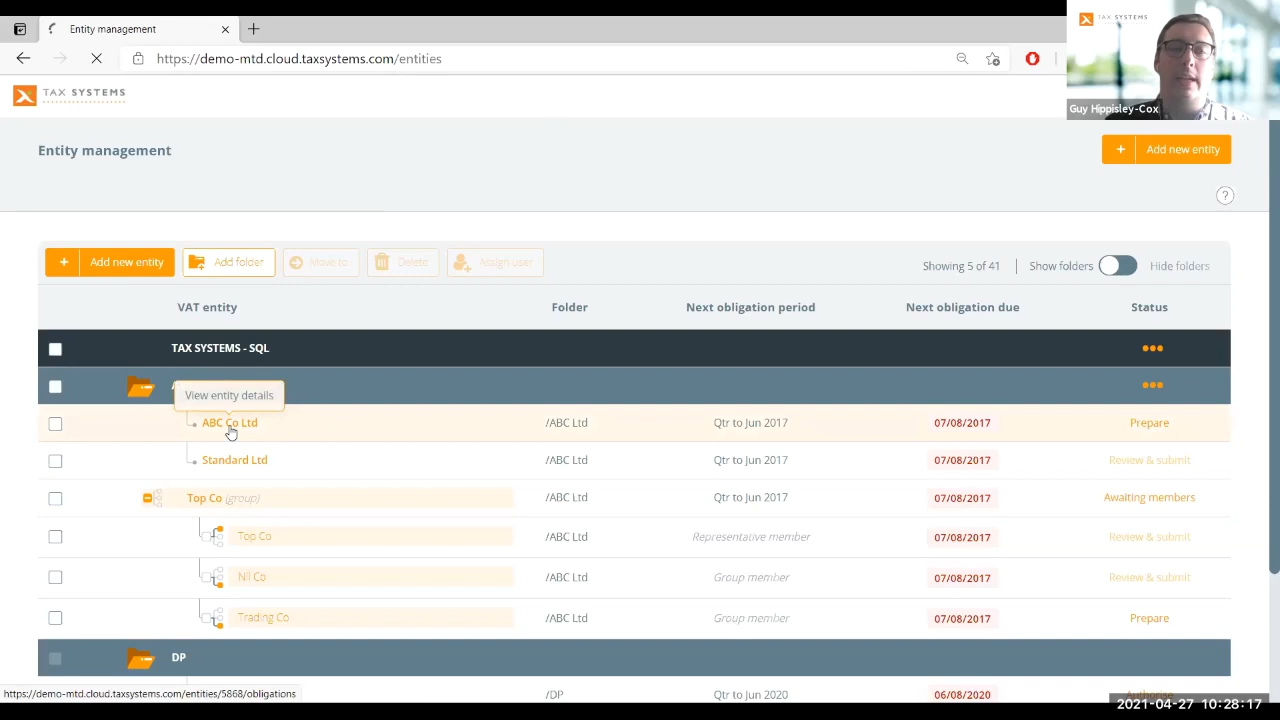 Entity management
https://demo-mtd.cloud.taxsystems.com/entities
TAX SYSTEMS
Guy Hippisley-Cox
TAX SYSTEMS
Entity management
+ Add new entity
?
+ Add new entity
Add folder
Move to
Delete
Assign user
Showing 5 of 41
Show folders
Hide folders
VAT entity Folder Next obligation period Next obligation due Status
TAX SYSTEMS - SQL
View entity details
ABC Co Ltd /ABC Ltd Qtr to Jun 2017 07/08/2017 Prepare
Standard Ltd /ABC Ltd Qtr to Jun 2017 07/08/2017 Review & submit
Top Co (group) /ABC Ltd Qtr to Jun 2017 07/08/2017 Awaiting members
Top Co /ABC Ltd Representative member 07/08/2017 Review & submit
Nil Co /ABC Ltd Group member 07/08/2017 Review & submit
Trading Co /ABC Ltd Group member 07/08/2017 Prepare
DP
/DP Qtr to Jun 2020 06/08/2020 Authorise
https://demo-mtd.cloud.taxsystems.com/entities/5868/obligations
2021-04-27 10:28:17